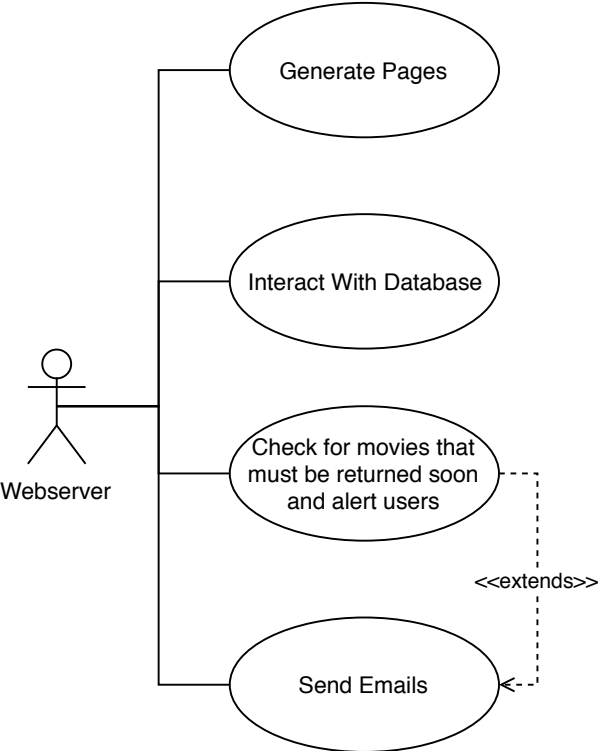 Generate Pages
Interact With Database
Check for movies that
must be returned soon
and alert users
Webserver
<<extends>>
Send Emails